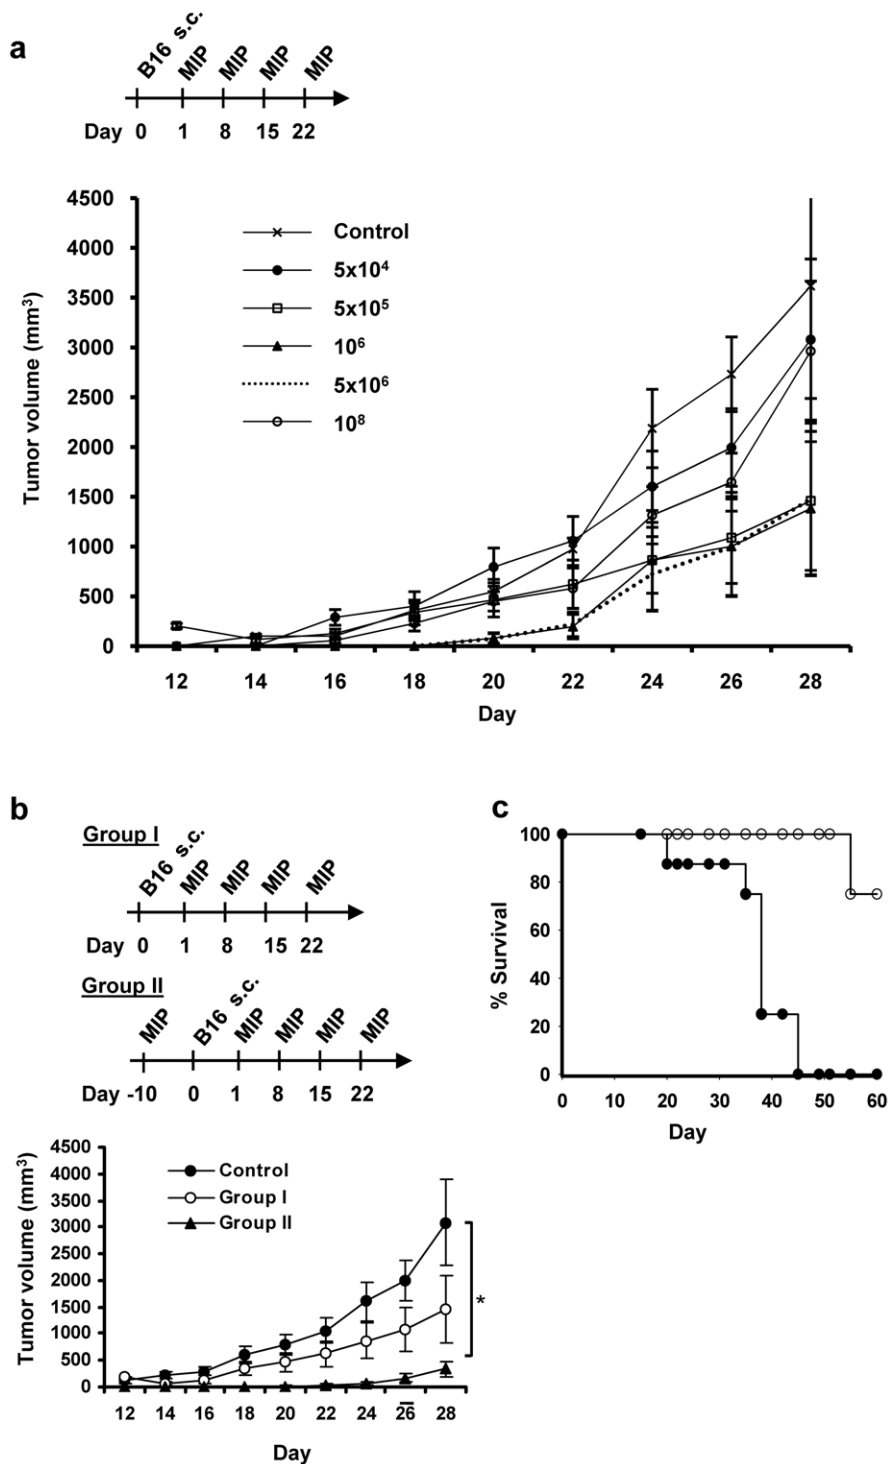 a
B16 s.c. MIP MIP MIP MIP
Day 0 1 8 15 22
Tumor volume (mm³)
4500
4000
3500
3000
2500
2000
1500
1000
500
0
Control
5x10⁴
5x10⁵
10⁶
5x10⁶
10⁸
12 14 16 18 20 22 24 26 28
Day
b
Group I
B16 s.c. MIP MIP MIP MIP
Day 0 1 8 15 22
Group II
MIP B16 s.c. MIP MIP MIP MIP
Day -10 0 1 8 15 22
Tumor volume (mm³)
4500
4000
3500
3000
2500
2000
1500
1000
500
0
Control
Group I
Group II
*
12 14 16 18 20 22 24 26 28
Day
c
% Survival
100
80
60
40
20
0
0 10 20 30 40 50 60
Day